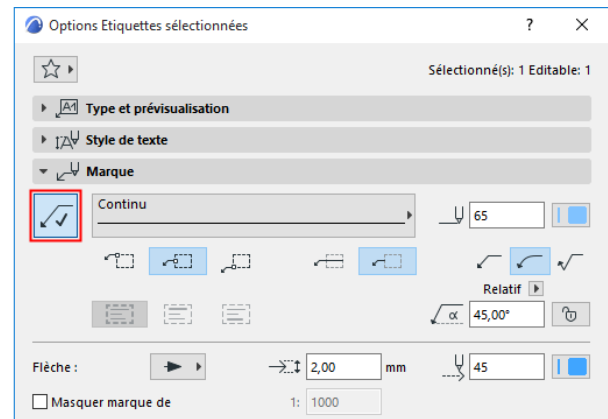 Options Etiquettes sélectionnées ?
Sélectionné(s): 1 Editable: 1
A1 Type et prévisualisation
Style de texte
Marque
Continu 65
Relatif
α 45,00°
Flèche : 2,00 mm 45
Masquer marque de 1: 1000